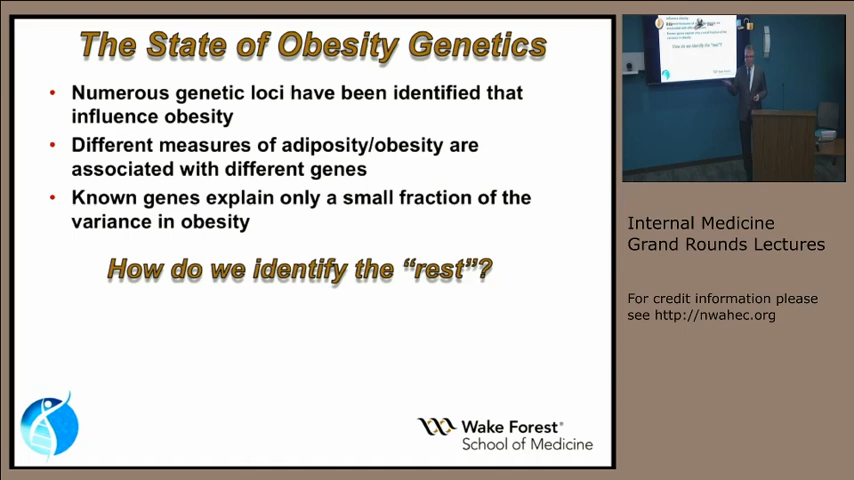 The State of Obesity Genetics
• Numerous genetic loci have been identified that
influence obesity
• Different measures of adiposity/obesity are
associated with different genes
• Known genes explain only a small fraction of the
variance in obesity
How do we identify the “rest”?
Wake Forest®
School of Medicine
Internal Medicine
Grand Rounds Lectures
For credit information please
see http://nwahec.org